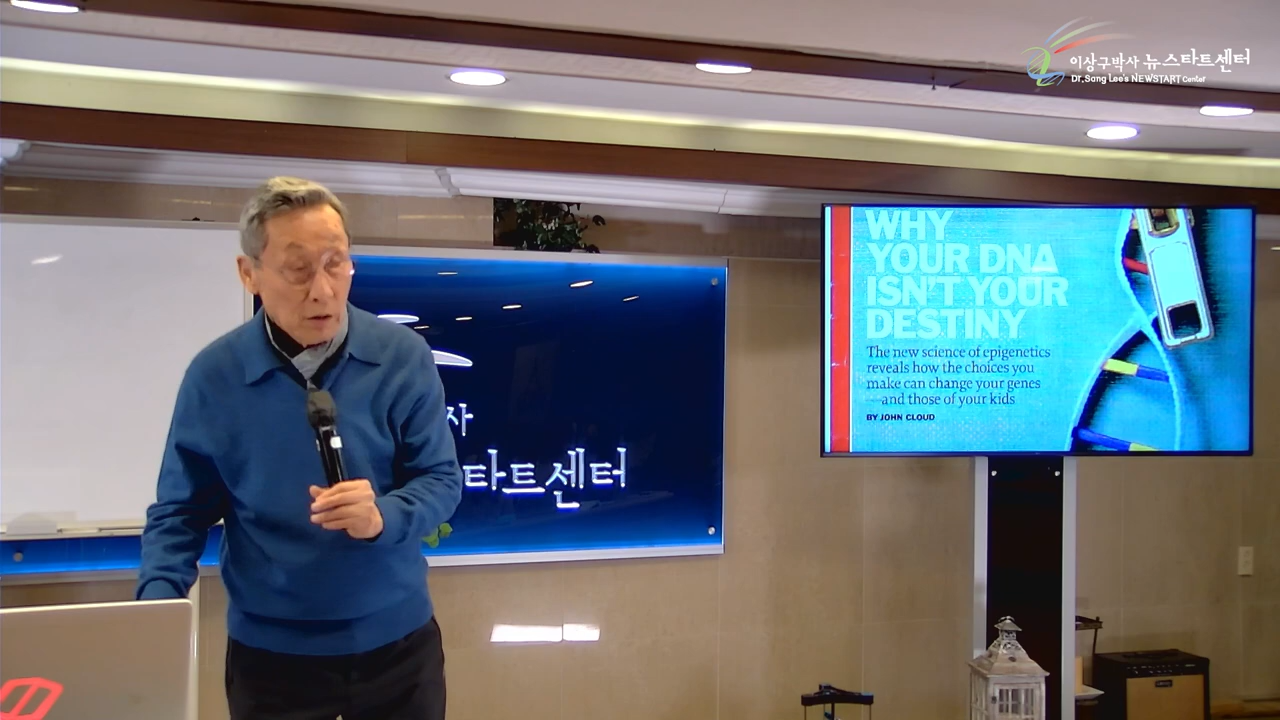 이상구박사 뉴스타트센터
Dr. Sang Lee's NEWSTART Center
WHY
YOUR DNA
ISN'T YOUR
DESTINY
The new science of epigenetics
reveals how the choices you
make can change your genes
—and those of your kids
BY JOHN CLOUD
사
스타트센터